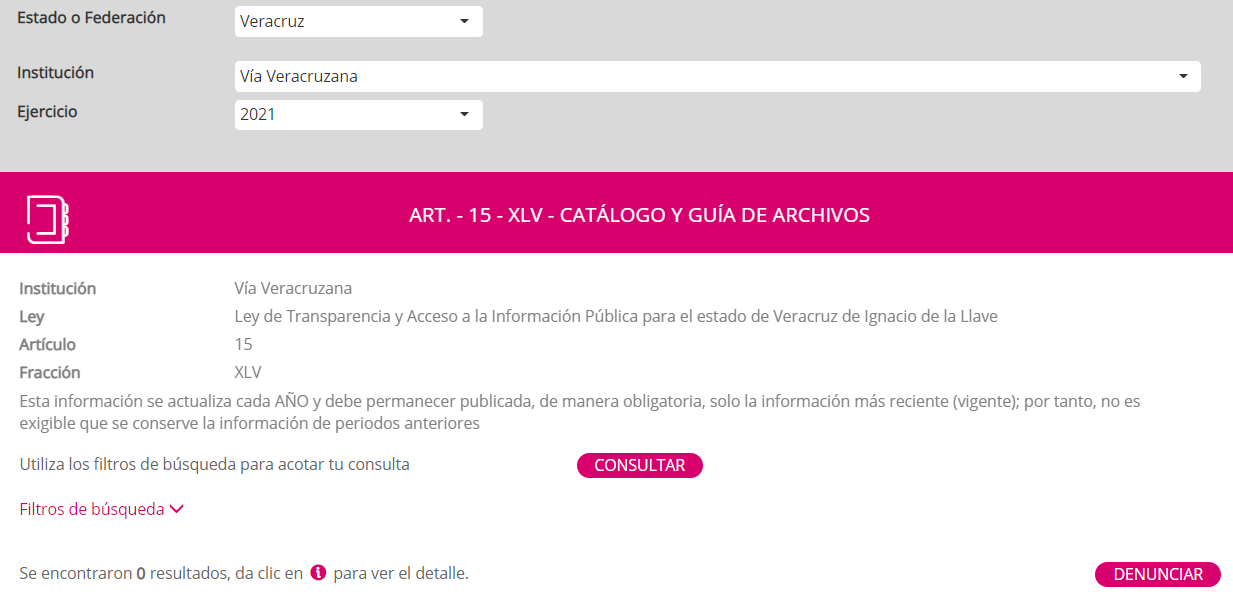 Estado o Federación
Veracruz
Institución
Vía Veracruzana
Ejercicio
2021
ART. - 15 - XLV - CATÁLOGO Y GUÍA DE ARCHIVOS
Institución
Vía Veracruzana
Ley
Ley de Transparencia y Acceso a la Información Pública para el estado de Veracruz de Ignacio de la Llave
Artículo
15
Fracción
XLV
Esta información se actualiza cada AÑO y debe permanecer publicada, de manera obligatoria, solo la información más reciente (vigente); por tanto, no es
exigible que se conserve la información de periodos anteriores
Utiliza los filtros de búsqueda para acotar tu consulta
CONSULTAR
Filtros de búsqueda
Se encontraron 0 resultados, da clic en i para ver el detalle.
DENUNCIAR